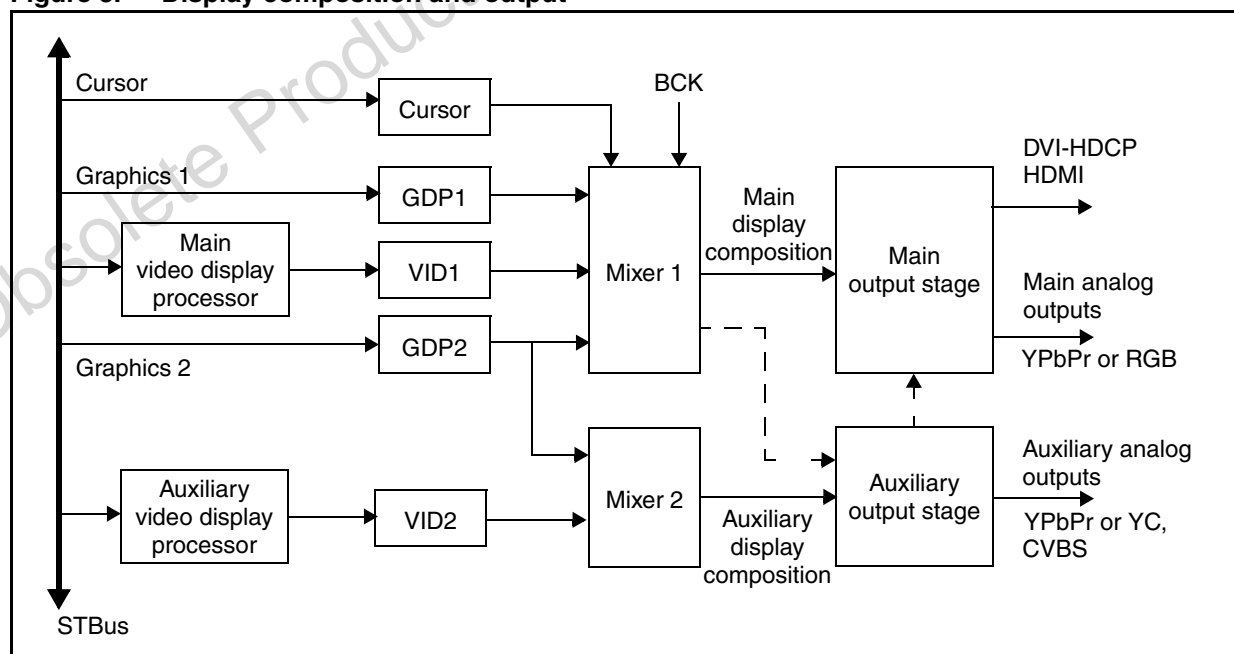 Figure 3. Display composition and output
Obsolete Produc
Cursor
Cursor
BCK
DVI-HDCP
HDMI
Graphics 1
GDP1
Main
display
composition
Main
video display
processor
VID1
Mixer 1
Main
output stage
Main analog
outputs
GDP2
Graphics 2
YPbPr or RGB
Auxiliary
video display
processor
VID2
Mixer 2
Auxiliary
display
composition
Auxiliary
output stage
Auxiliary analog
outputs
YPbPr or YC,
CVBS
STBus